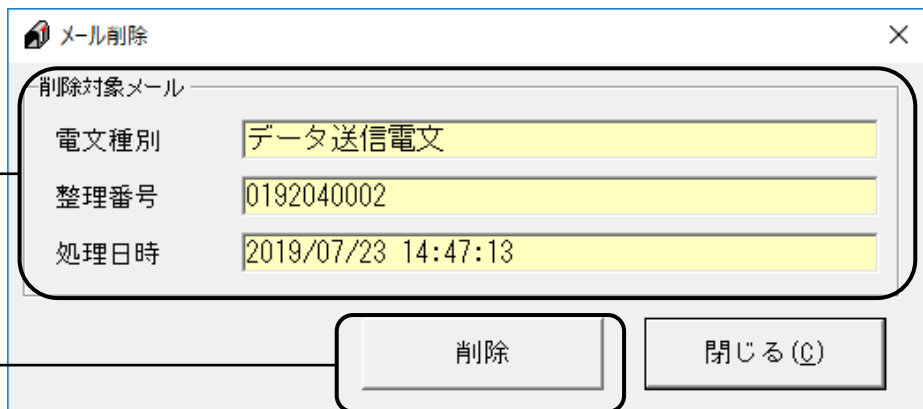 メール削除
削除対象メール
電文種別 データ送信電文
整理番号 0192040002
処理日時 2019/07/23 14:47:13
削除 閉じる(C)